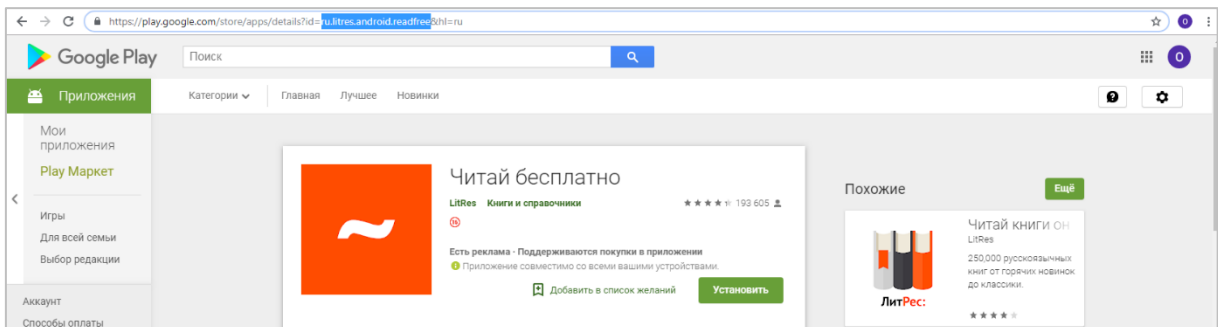 https://play.google.com/store/apps/details?id=ru.litres.android.readfree&hl=ru
O
Google Play
Поиск
O
Приложения
Категории
Главная
Лучшее
Новинки
Мои
приложения
Play Маркет
Игры
Для всей семьи
Выбор редакции
Аккаунт
Способы оплаты
Читай бесплатно
LitRes Книги и справочники
193 605
16
Есть реклама · Поддерживаются покупки в приложении
Приложение совместимо со всеми вашими устройствами.
Добавить в список желаний
Установить
Похожие
Ещё
Читай книги он
LitRes
250,000 русскоязычных
книг от горячих новинок
до классики.
ЛитРес: